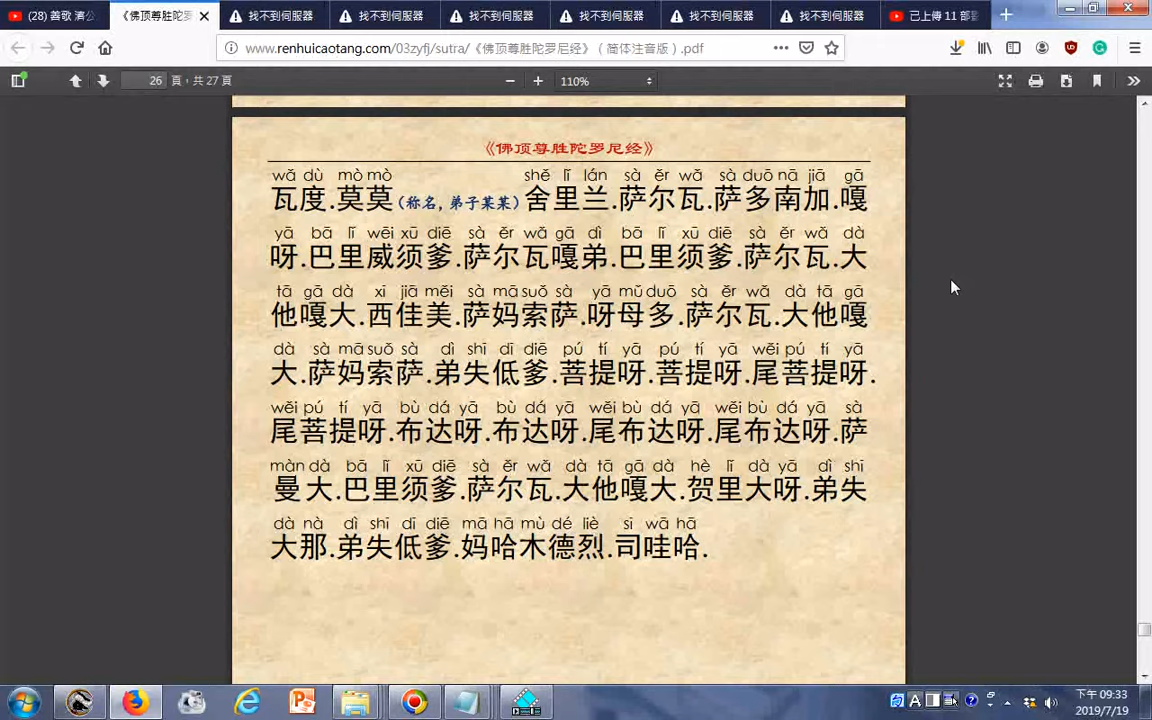 (28) 善歌 濟公
《佛顶尊胜陀罗
找不到伺服器
找不到伺服器
找不到伺服器
找不到伺服器
找不到伺服器
找不到伺服器
已上傳 11 部
www.renhuicaotang.com/03zyfj/sutra/《佛顶尊胜陀罗尼经》(简体注音版).pdf
26 頁，共 27 頁
110%
《佛顶尊胜陀罗尼经》
wǎ dù mò mò shě lǐ lán sà ěr wǎ sà duō nā jiā gā
瓦度.莫莫(称名,弟子某某)舍里兰.萨尔瓦.萨多南加.嘎
yā bā lǐ wēi xū diē sà ěr wǎ gā dì bā lǐ xū diē sà ěr wǎ dà
呀.巴里威须爹.萨尔瓦嘎弟.巴里须爹.萨尔瓦.大
tā gā dà xī jiā měi sà mā suǒ sà yā mǔ duō sà ěr wǎ dà tā gā
他嘎大.西佳美.萨妈索萨.呀母多.萨尔瓦.大他嘎
dà sà mā suǒ sà dì shī dī diē pú tí yā pú tí yā wěi pú tí yā
大.萨妈索萨.弟失低爹.菩提呀.菩提呀.尾菩提呀.
wěi pú tí yā bù dá yā bù dá yā wěi bù dá yā wěi bù dá yā sà
尾菩提呀.布达呀.布达呀.尾布达呀.尾布达呀.萨
màn dà bā lǐ xū diē sà ěr wǎ dà tā gā dà hè lǐ dà yā dì shī
曼大.巴里须爹.萨尔瓦.大他嘎大.贺里大呀.弟失
dà nà dì shī dī diē mā hā mù dé liè sī wā hā
大那.弟失低爹.妈哈木德烈.司哇哈.
下午 09:33
2019/7/19